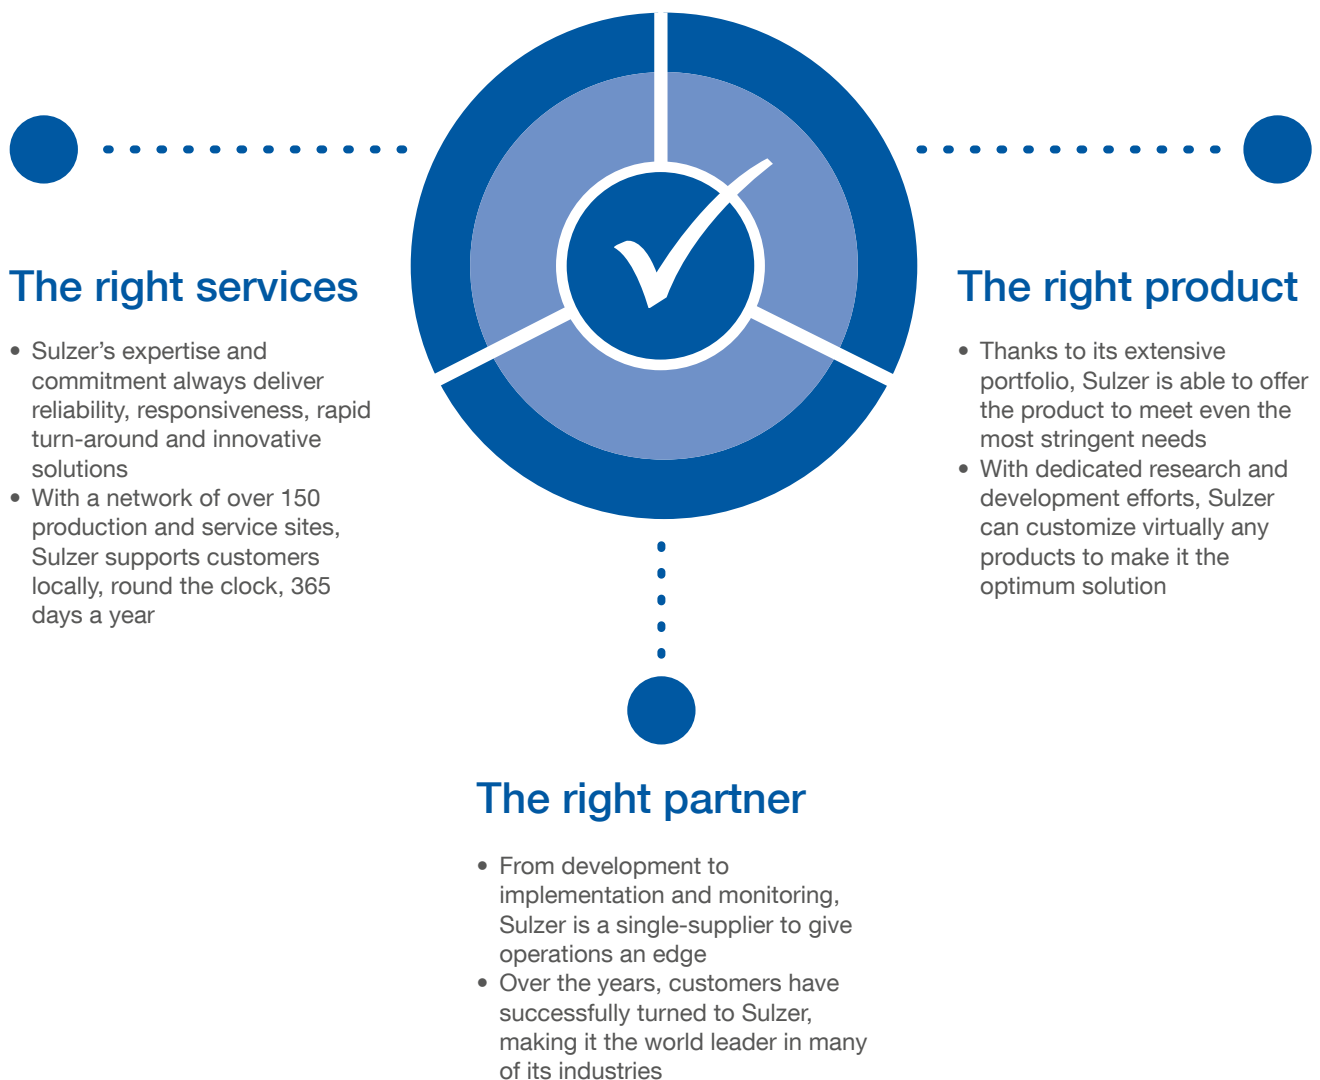 The right services
• Sulzer’s expertise and
commitment always deliver
reliability, responsiveness, rapid
turn-around and innovative
solutions
• With a network of over 150
production and service sites,
Sulzer supports customers
locally, round the clock, 365
days a year
The right product
• Thanks to its extensive
portfolio, Sulzer is able to offer
the product to meet even the
most stringent needs
• With dedicated research and
development efforts, Sulzer
can customize virtually any
products to make it the
optimum solution
The right partner
• From development to
implementation and monitoring,
Sulzer is a single-supplier to give
operations an edge
• Over the years, customers have
successfully turned to Sulzer,
making it the world leader in many
of its industries